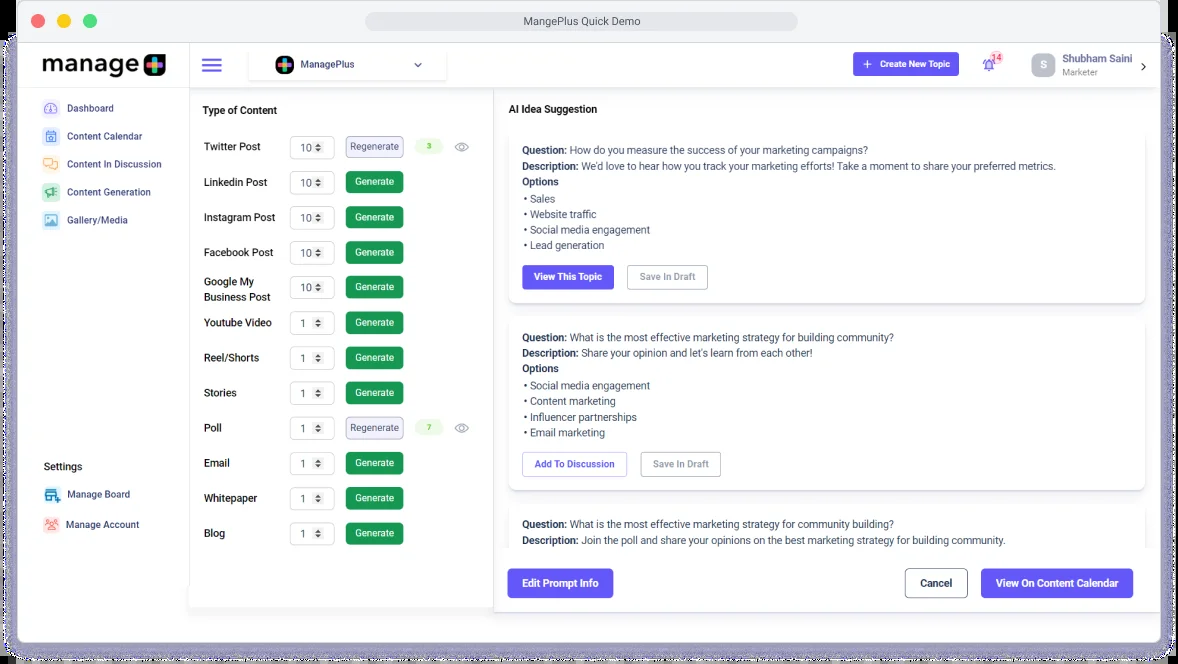 MangePlus Quick Demo
manage
ManagePlus
Create New Topic
14
S
Shubham Saini
Marketer
Dashboard
Content Calendar
Content In Discussion
Content Generation
Gallery/Media
Settings
Manage Board
Manage Account
Type of Content
Twitter Post 10 Regenerate 3
Linkedin Post 10 Generate
Instagram Post 10 Generate
Facebook Post 10 Generate
Google My
Business Post 10 Generate
Youtube Video 1 Generate
Reel/Shorts 1 Generate
Stories 1 Generate
Poll 1 Regenerate 7
Email 1 Generate
Whitepaper 1 Generate
Blog 1 Generate
AI Idea Suggestion
Question: How do you measure the success of your marketing campaigns?
Description: We'd love to hear how you track your marketing efforts! Take a moment to share your preferred metrics.
Options
• Sales
• Website traffic
• Social media engagement
• Lead generation
View This Topic Save In Draft
Question: What is the most effective marketing strategy for building community?
Description: Share your opinion and let's learn from each other!
Options
• Social media engagement
• Content marketing
• Influencer partnerships
• Email marketing
Add To Discussion Save In Draft
Question: What is the most effective marketing strategy for community building?
Description: Join the poll and share your opinions on the best marketing strategy for building community.
Edit Prompt Info Cancel View On Content Calendar